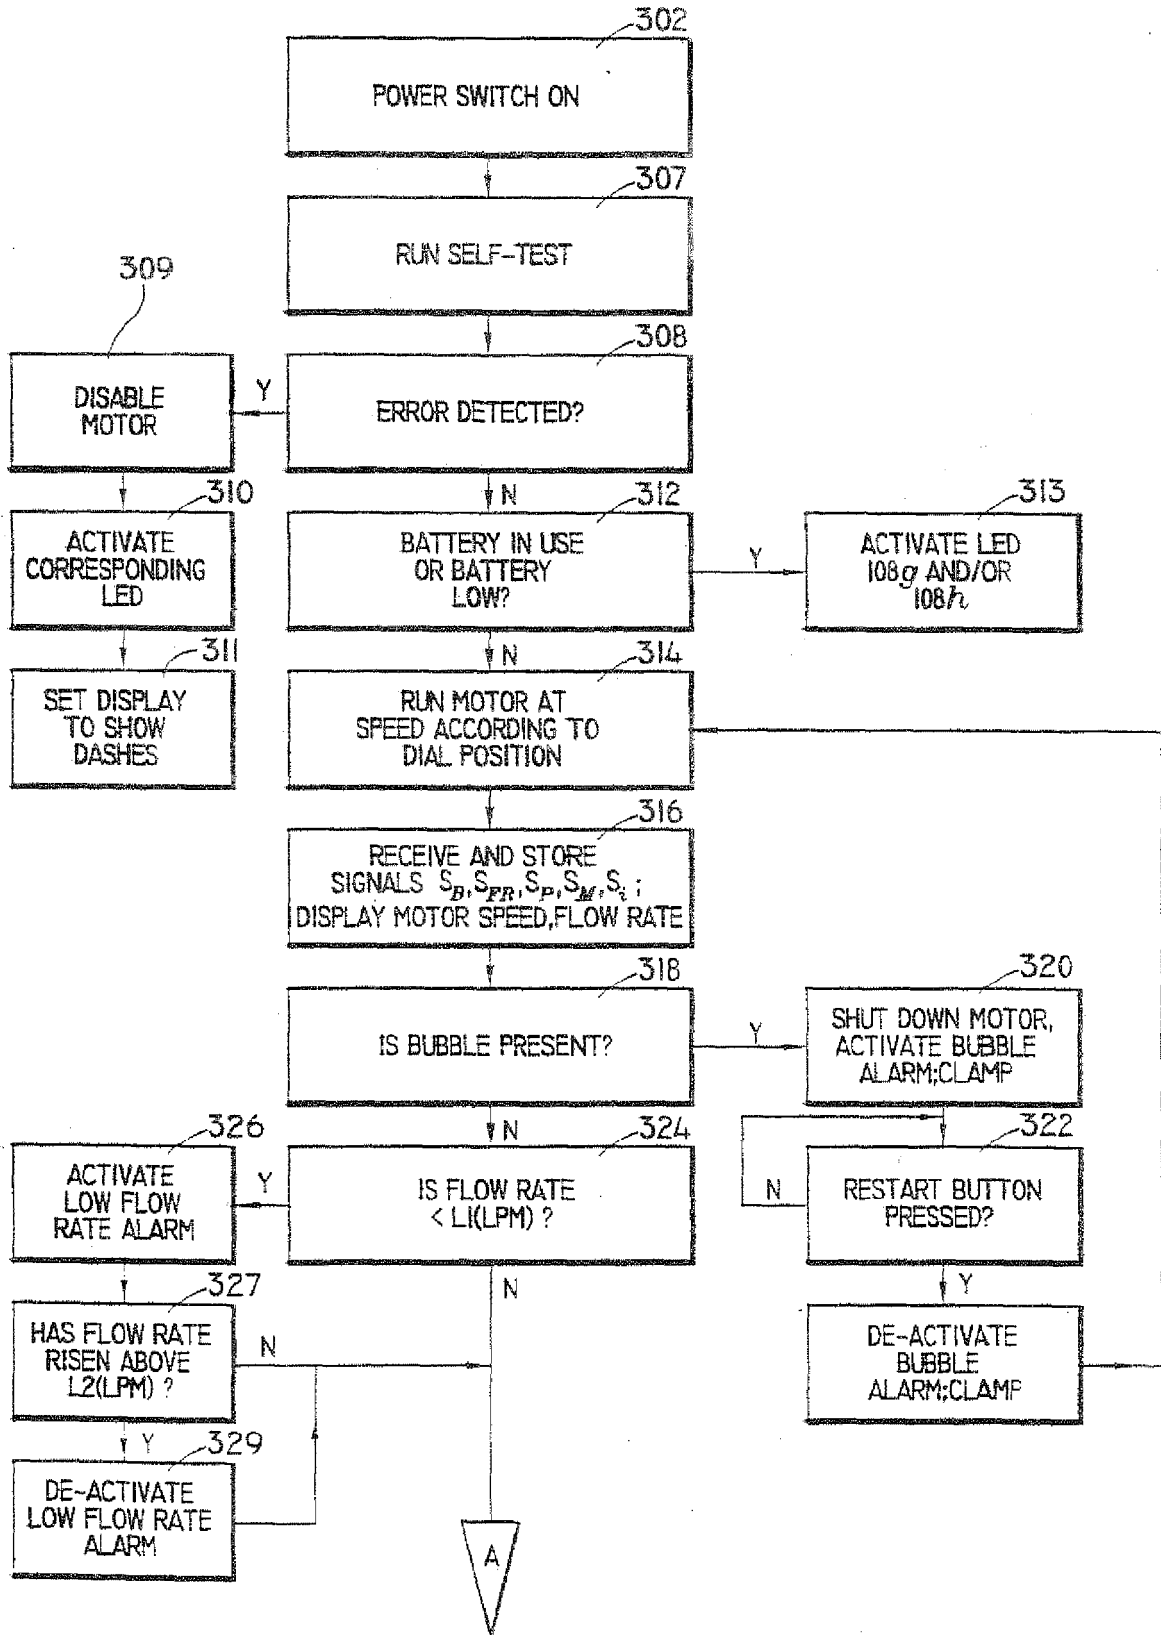 302
POWER SWITCH ON
307
RUN SELF-TEST
309
308
DISABLE
MOTOR
Y
ERROR DETECTED?
310
N
312
313
ACTIVATE
CORRESPONDING
LED
BATTERY IN USE
OR BATTERY
LOW?
Y
ACTIVATE LED
108g AND/OR
108h
311
N
314
SET DISPLAY
TO SHOW
DASHES
RUN MOTOR AT
SPEED ACCORDING TO
DIAL POSITION
316
RECEIVE AND STORE
SIGNALS S_B, S_FR, S_P, S_M, S_i ;
DISPLAY MOTOR SPEED, FLOW RATE
318
320
IS BUBBLE PRESENT?
Y
SHUT DOWN MOTOR,
ACTIVATE BUBBLE
ALARM;CLAMP
326
N
324
322
ACTIVATE
LOW FLOW
RATE ALARM
Y
IS FLOW RATE
< L1(LPM) ?
N
RESTART BUTTON
PRESSED?
327
N
Y
HAS FLOW RATE
RISEN ABOVE
L2(LPM) ?
N
DE-ACTIVATE
BUBBLE
ALARM;CLAMP
Y
329
DE-ACTIVATE
LOW FLOW RATE
ALARM
A